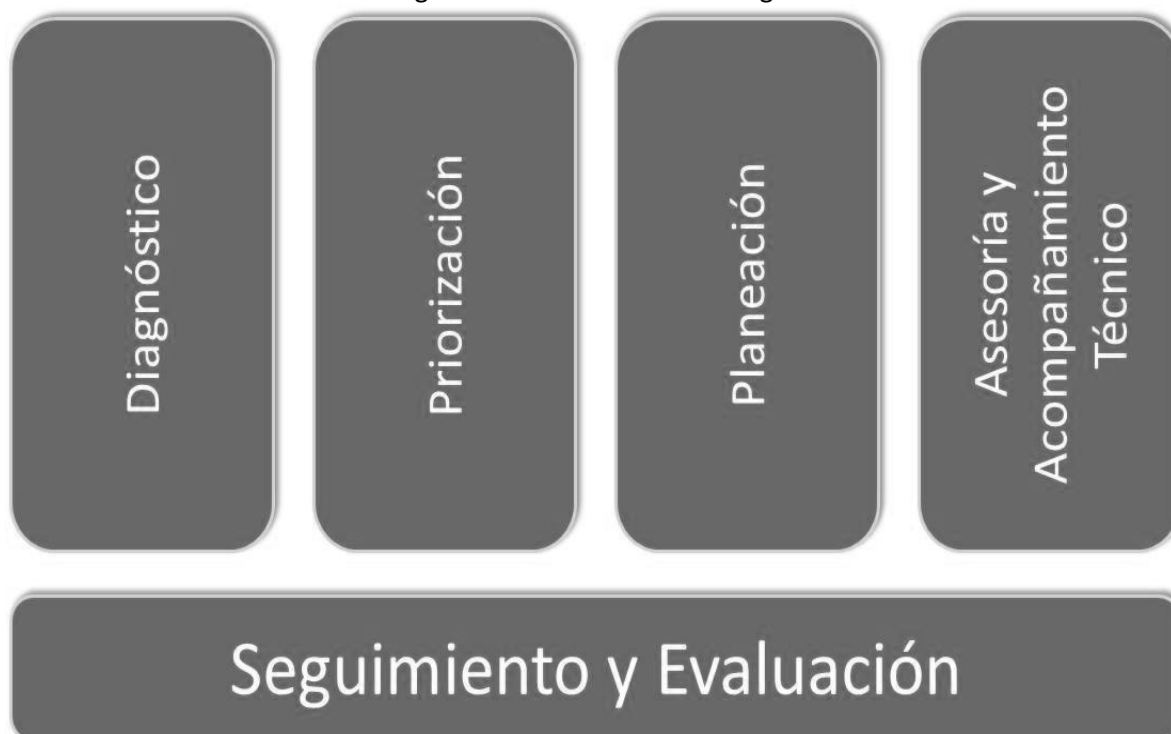 Diagnóstico
Priorización
Planeación
Asesoría y
Acompañamiento
Técnico
Seguimiento y Evaluación